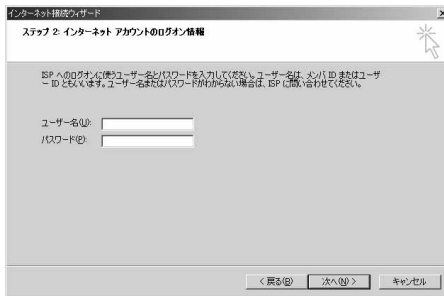 インターネット接続ウィザード
ステップ 2: インターネット アカウントのログオン情報
ISP へのログオンに使うユーザー名とパスワードを入力してください。ユーザー名は、メンバ ID またはユーザ
ー ID ともいいます。ユーザー名またはパスワードがわからない場合は、ISP に問い合わせてください。
ユーザー名(U):
パスワード(P):
< 戻る(B)
次へ(N) >
キャンセル